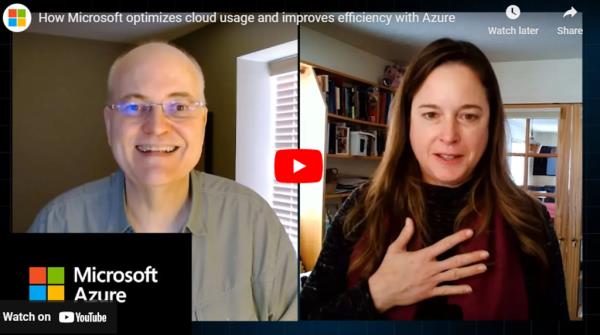 How Microsoft optimizes cloud usage and improves efficiency with Azure
Watch later
Share
Microsoft
Azure
Watch on YouTube